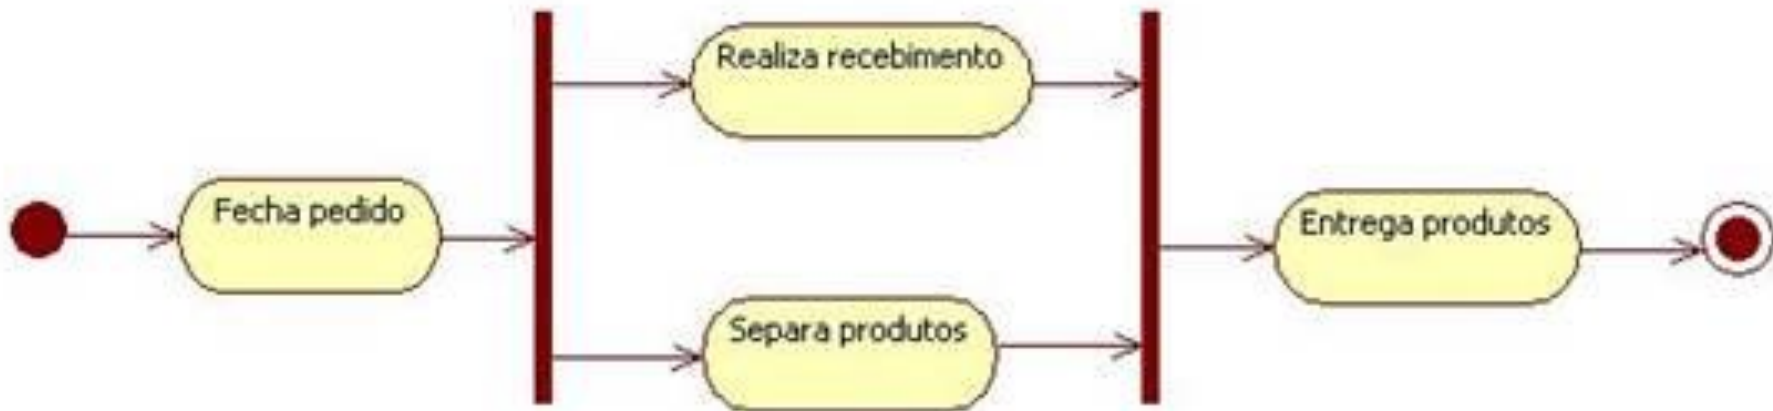 Realiza recebimento
Fecha pedido
Entrega produtos
Separa produtos